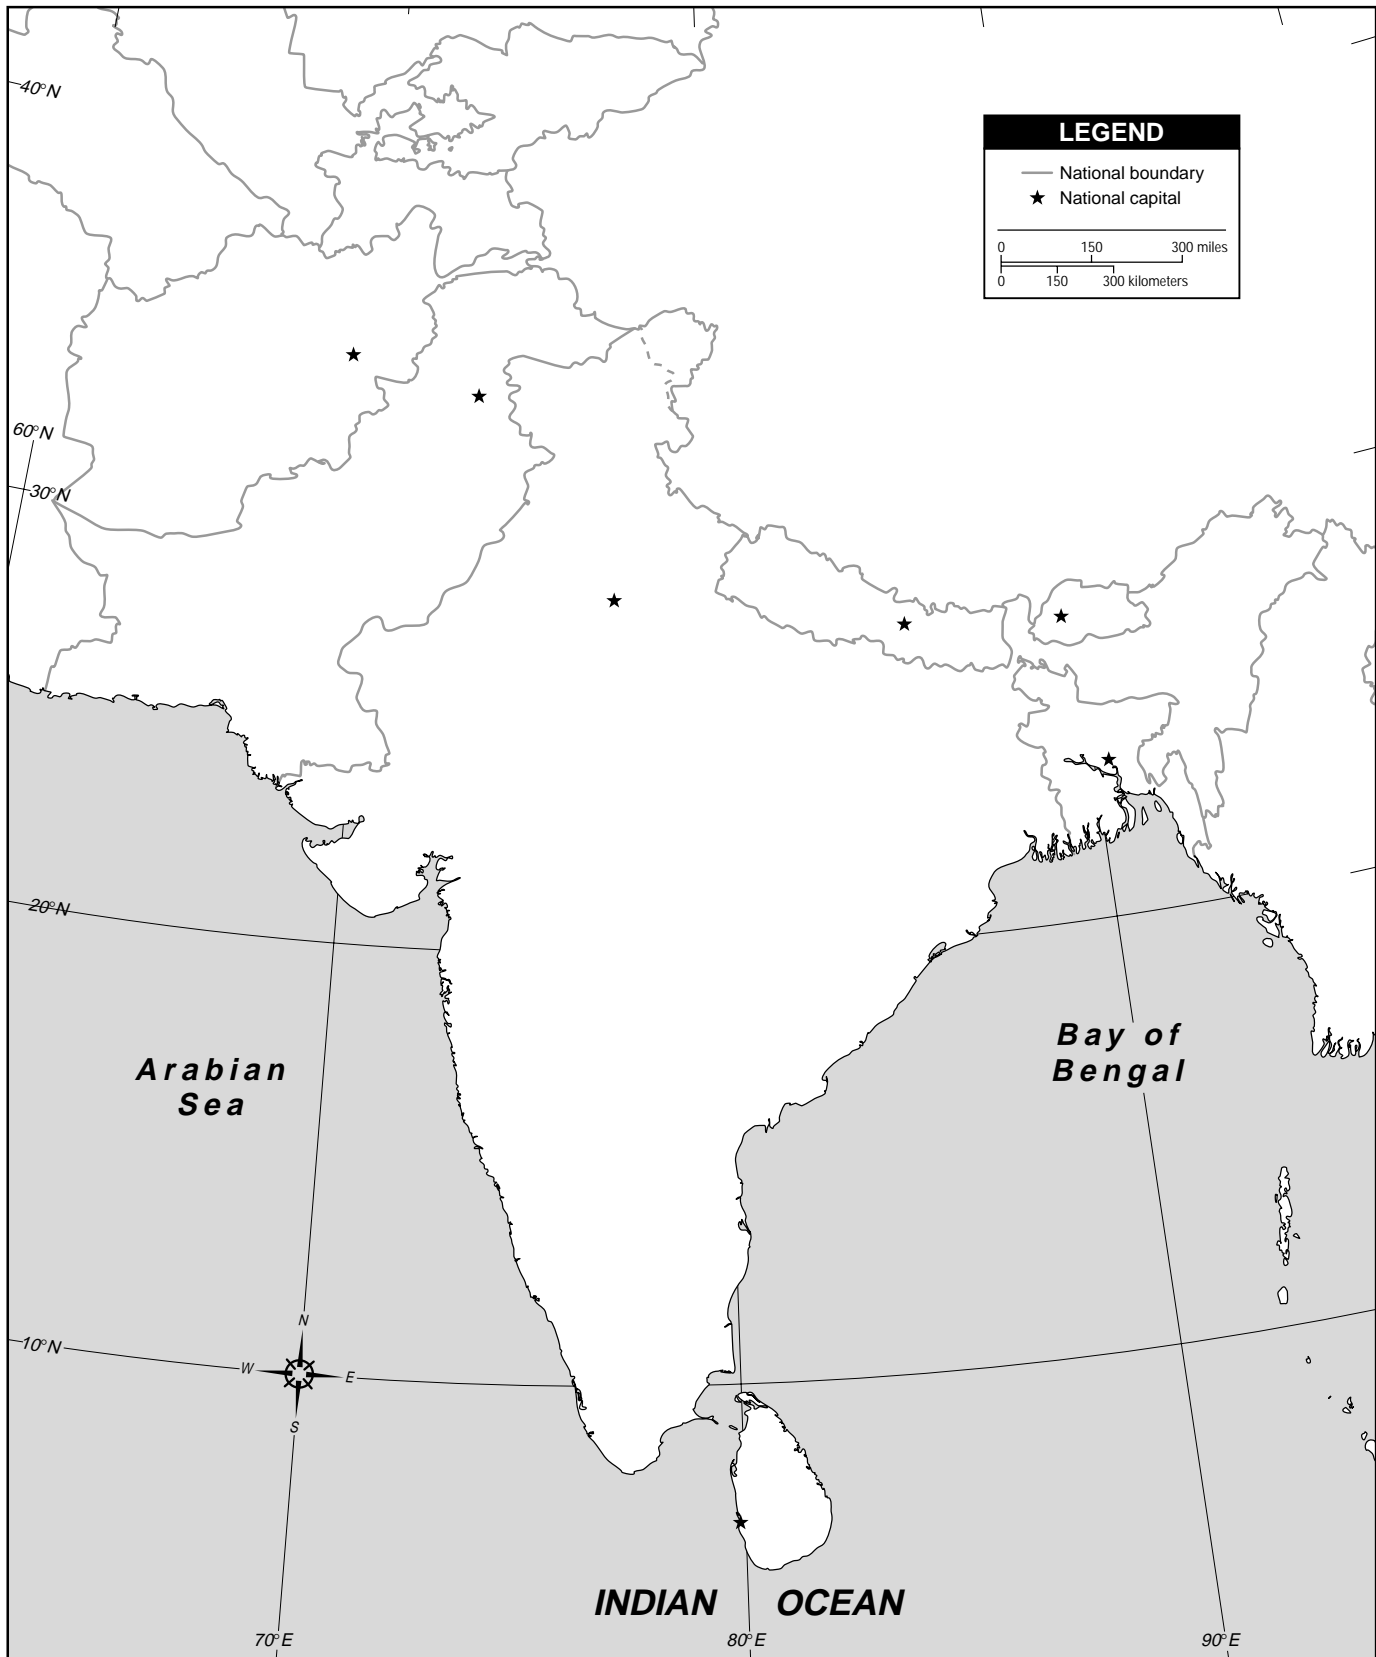 40°N
LEGEND
National boundary
National capital
0 150 300 miles
0 150 300 kilometers
60°N
30°N
20°N
Bay of
Bengal
Arabian
Sea
N
10°N
W
E
S
INDIAN OCEAN
70°E 80°E 90°E